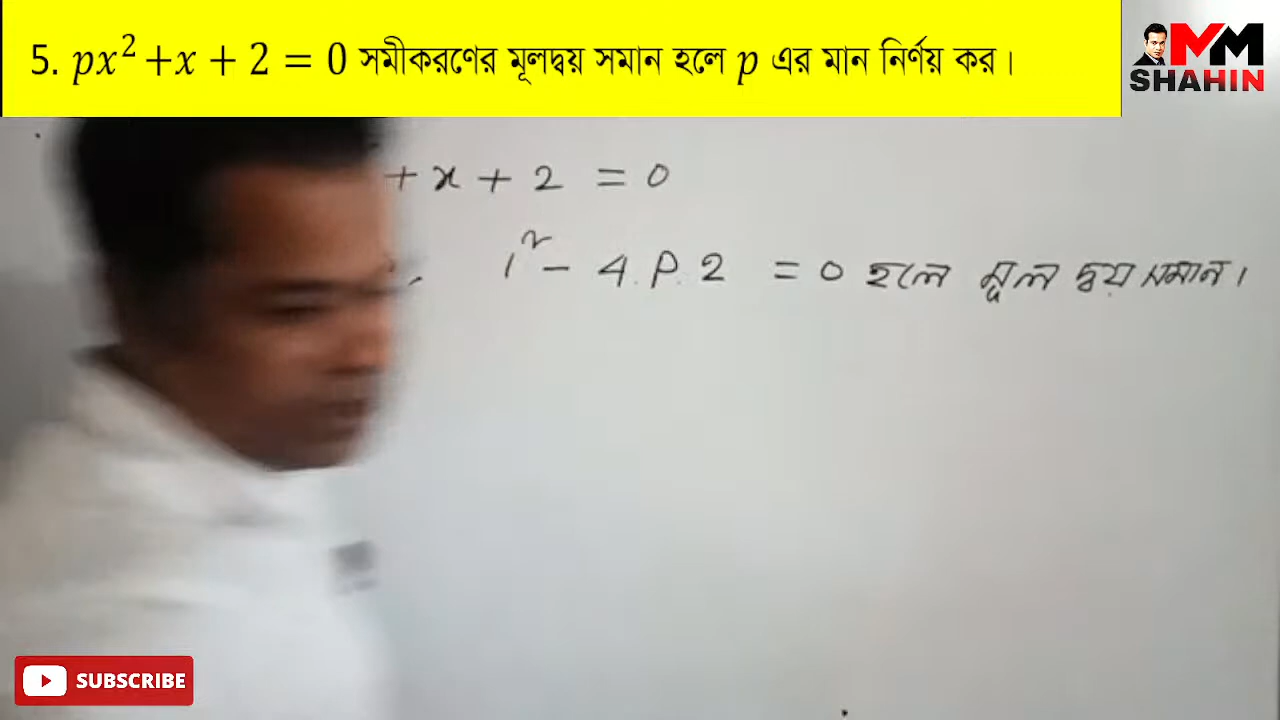 5. px²+x + 2 = 0 সমীকরণের মূলদ্বয় সমান হলে p এর মান নির্ণয় কর।
MM
SHAHIN
+ x + 2 = 0
1² - 4.P.2 = 0 হলে মূল দ্বয় সমান।
SUBSCRIBE